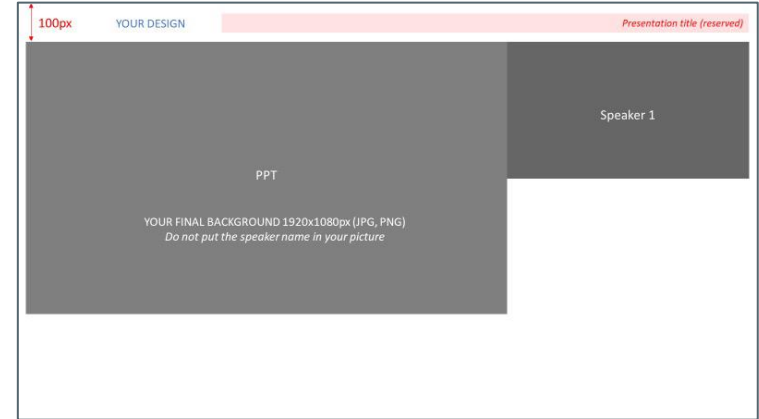 100px
YOUR DESIGN
Presentation title (reserved)
Speaker 1
PPT
YOUR FINAL BACKGROUND 1920x1080px (JPG, PNG)
Do not put the speaker name in your picture